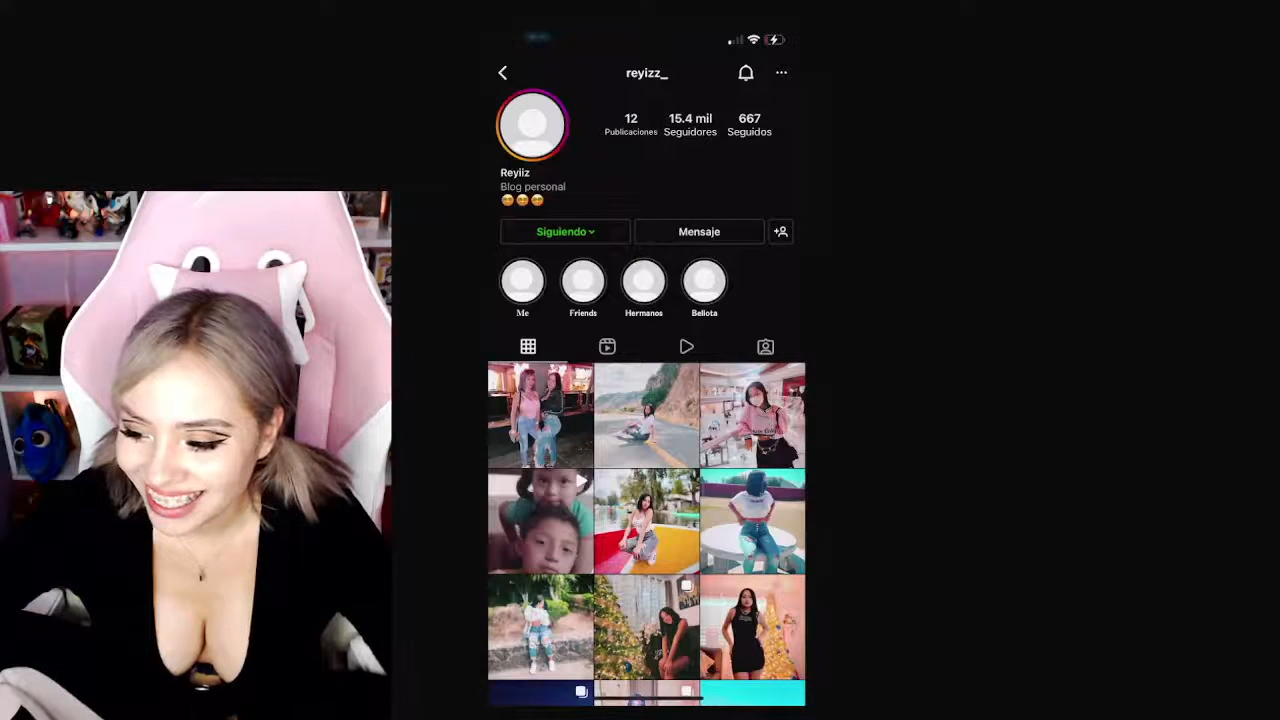 reyizz_
12 15.4 mil 667
Publicaciones Seguidores Seguidos
Reyiiz
Blog personal
Siguiendo Mensaje
Me Friends Hermanos Bellota